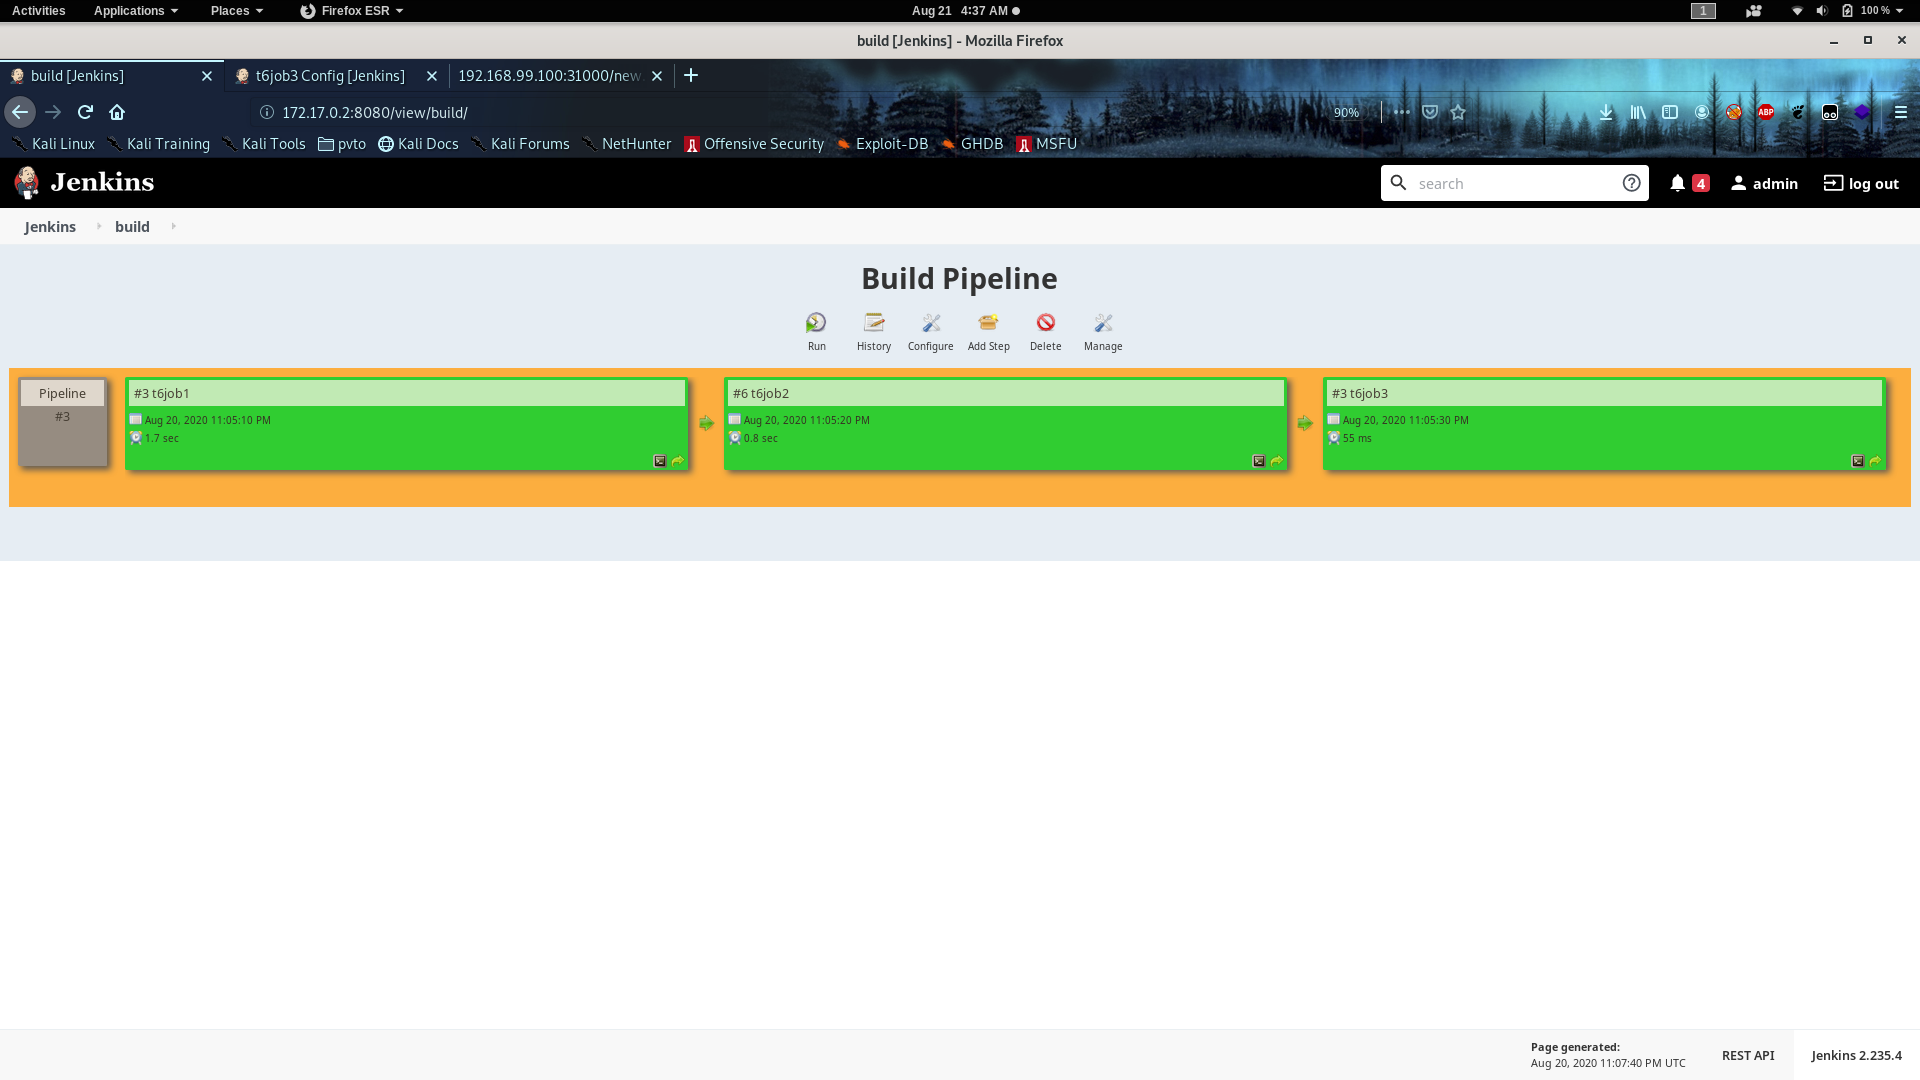 Activities Applications Places Firefox ESR Aug 21 4:37 AM 1 100 %
build [Jenkins] - Mozilla Firefox
build [Jenkins] t6job3 Config [Jenkins] 192.168.99.100:31000/new
172.17.0.2:8080/view/build/ 90% ABP
Kali Linux Kali Training Kali Tools pvto Kali Docs Kali Forums NetHunter Offensive Security Exploit-DB GHDB MSFU
Jenkins search 4 admin log out
Jenkins build
Build Pipeline
Run History Configure Add Step Delete Manage
Pipeline #3 t6job1 #6 t6job2 #3 t6job3
#3 Aug 20, 2020 11:05:10 PM Aug 20, 2020 11:05:20 PM Aug 20, 2020 11:05:30 PM
1.7 sec 0.8 sec 55 ms
Page generated:
Aug 20, 2020 11:07:40 PM UTC REST API Jenkins 2.235.4